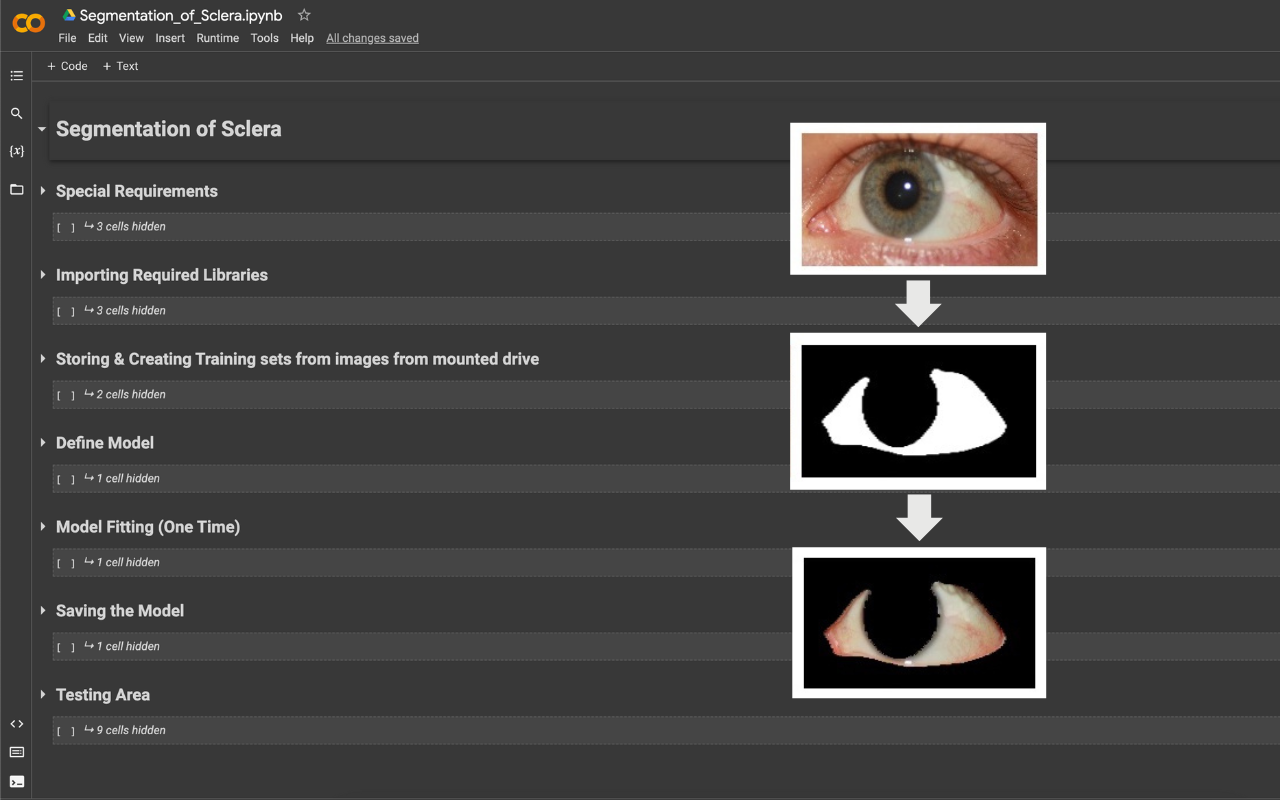 Segmentation_of_Sclera.ipynb
File Edit View Insert Runtime Tools Help All changes saved
+ Code + Text
Segmentation of Sclera
{x}
Special Requirements
[ ] ↳ 3 cells hidden
Importing Required Libraries
[ ] ↳ 3 cells hidden
Storing & Creating Training sets from images from mounted drive
[ ] ↳ 2 cells hidden
Define Model
[ ] ↳ 1 cell hidden
Model Fitting (One Time)
[ ] ↳ 1 cell hidden
Saving the Model
[ ] ↳ 1 cell hidden
Testing Area
[ ] ↳ 9 cells hidden